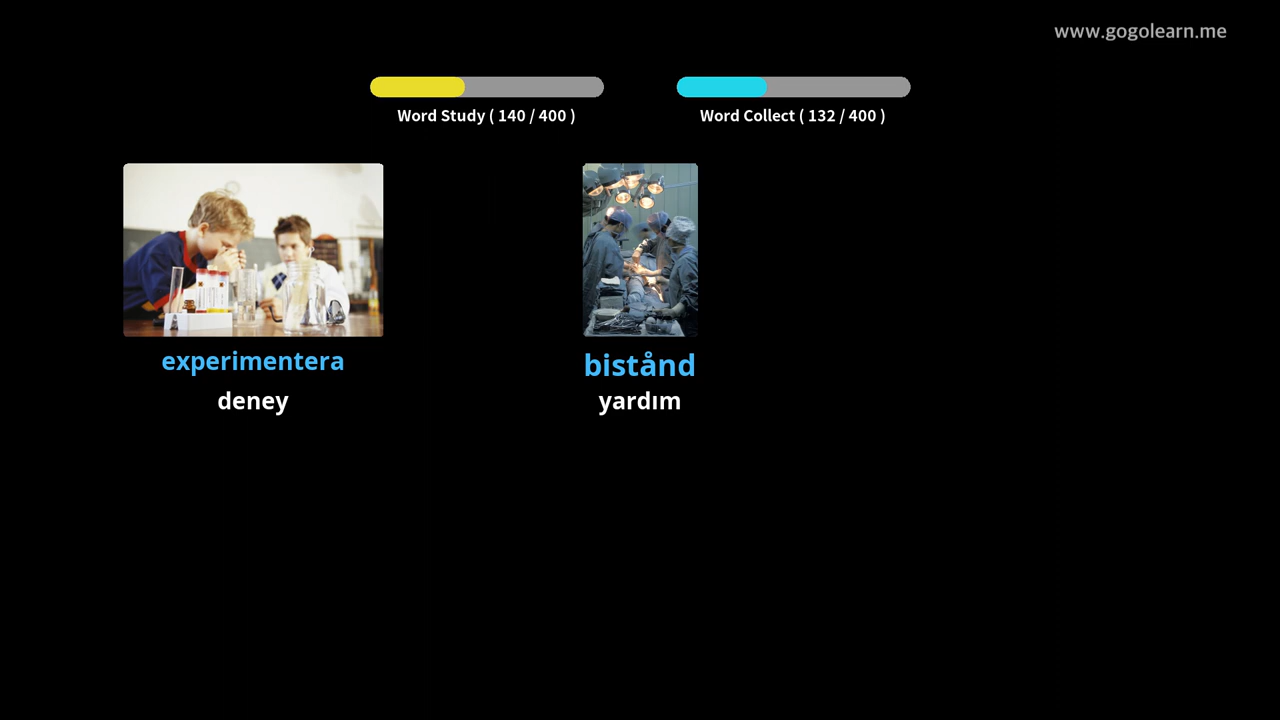 www.gogolearn.me
Word Study ( 140 / 400 )
Word Collect ( 132 / 400 )
experimentera
deney
bistånd
yardım